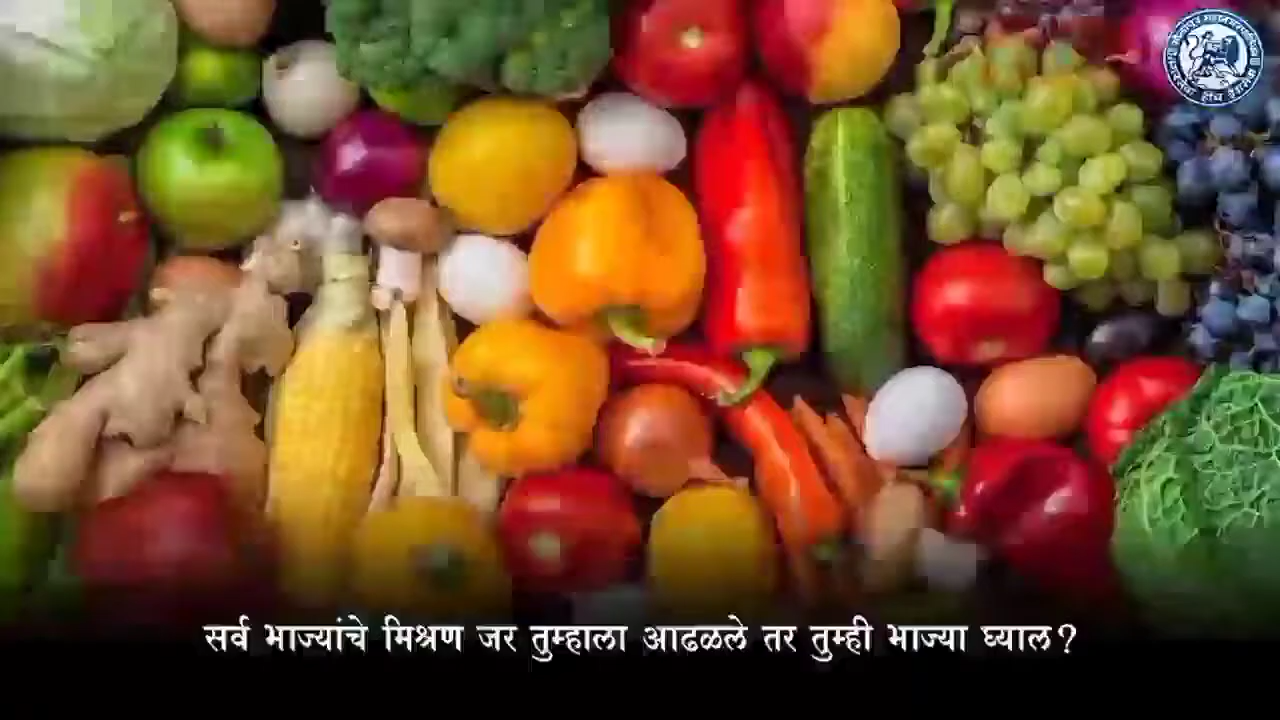 सर्व भाज्यांचे मिश्रण जर तुम्हाला आढळले तर तुम्ही भाज्या घ्याल?